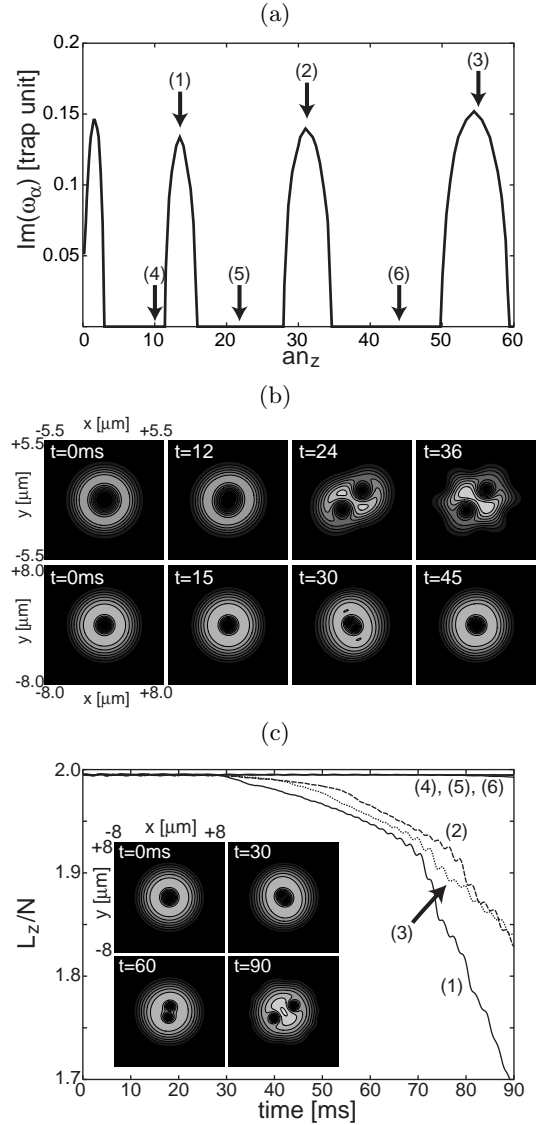 (a)
0.2
0.15
0.1
0.05
Im(ω_α) [trap unit]
(1)
(2)
(3)
(4)
(5)
(6)
0 10 20 30 40 50 60
an_z
(b)
x [μm]
-5.5 +5.5
+5.5
y [μm]
-5.5
t=0ms t=12 t=24 t=36
+8.0
y [μm]
-8.0
t=0ms t=15 t=30 t=45
-8.0 +8.0
x [μm]
(c)
2.0
1.9
1.8
1.7
L_z/N
(4), (5), (6)
(2)
(3)
(1)
x [μm]
-8 +8
+8
y [μm]
-8
t=0ms t=30
t=60 t=90
0 10 20 30 40 50 60 70 80 90
time [ms]